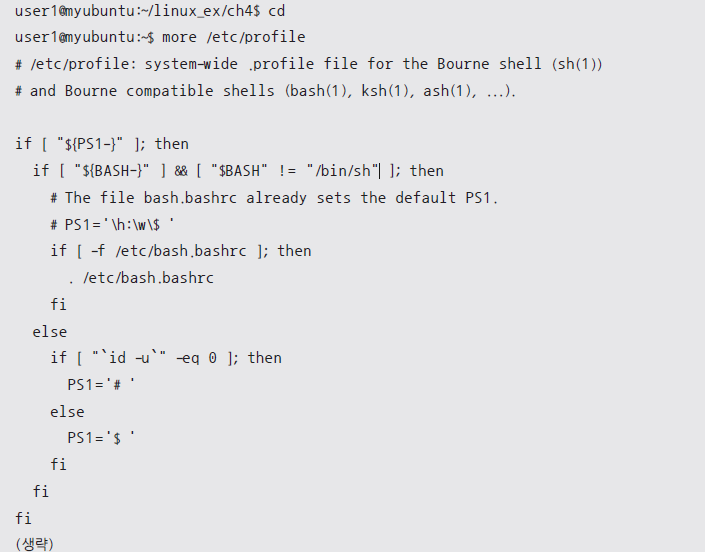 user1@myubuntu:~/linux_ex/ch4$ cd
user1@myubuntu:~$ more /etc/profile
# /etc/profile: system-wide .profile file for the Bourne shell (sh(1))
# and Bourne compatible shells (bash(1), ksh(1), ash(1), ...).

if [ "${PS1-}" ]; then
  if [ "${BASH-}" ] && [ "$BASH" != "/bin/sh" ]; then
    # The file bash.bashrc already sets the default PS1.
    # PS1='\h:\w\$ '
    if [ -f /etc/bash.bashrc ]; then
      . /etc/bash.bashrc
    fi
  else
    if [ "`id -u`" -eq 0 ]; then
      PS1='# '
    else
      PS1='$ '
    fi
  fi
fi
(생략)